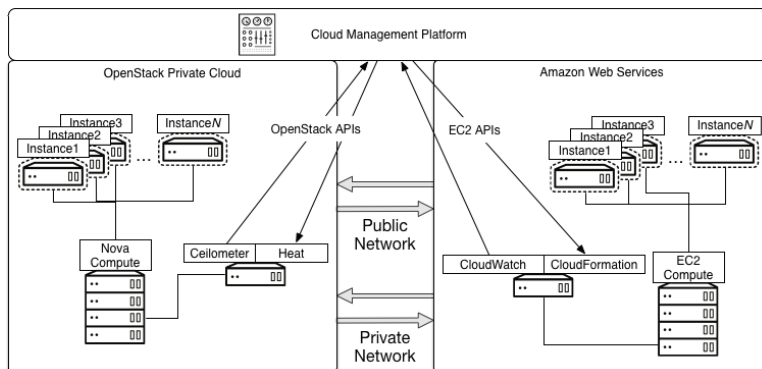 Cloud Management Platform
OpenStack Private Cloud
Amazon Web Services
Instance3
InstanceN
Instance2
Instance1
...
OpenStack APIs
EC2 APIs
Instance3
InstanceN
Instance2
Instance1
...
Public
Network
Nova
Compute
Ceilometer
Heat
CloudWatch
CloudFormation
EC2
Compute
Private
Network